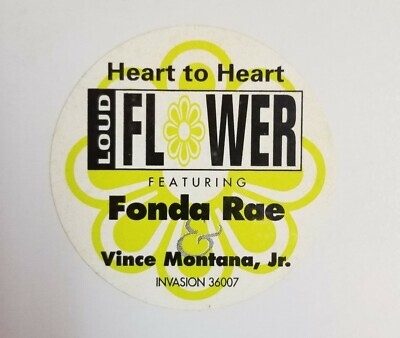 Heart to Heart
LOUD FLOWER
FEATURING
Fonda Rae
&
Vince Montana, Jr.
INVASION 36007